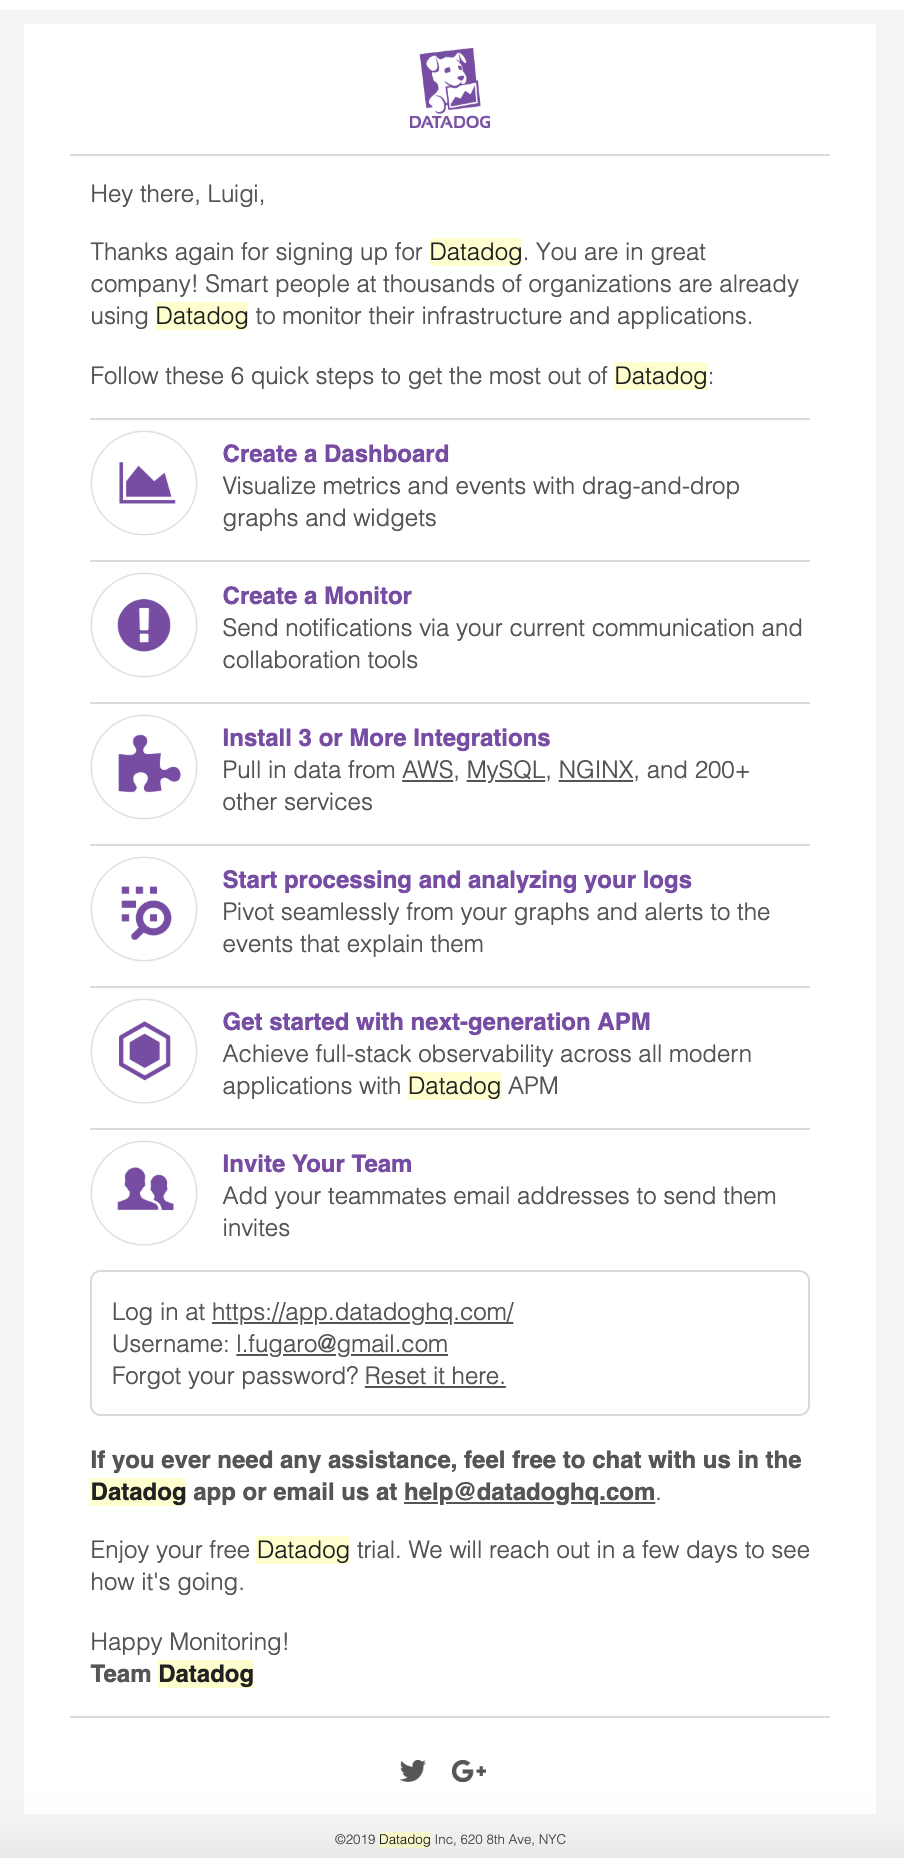 DATADOG
Hey there, Luigi,
Thanks again for signing up for Datadog. You are in great
company! Smart people at thousands of organizations are already
using Datadog to monitor their infrastructure and applications.
Follow these 6 quick steps to get the most out of Datadog:
Create a Dashboard
Visualize metrics and events with drag-and-drop
graphs and widgets
Create a Monitor
Send notifications via your current communication and
collaboration tools
Install 3 or More Integrations
Pull in data from AWS, MySQL, NGINX, and 200+
other services
Start processing and analyzing your logs
Pivot seamlessly from your graphs and alerts to the
events that explain them
Get started with next-generation APM
Achieve full-stack observability across all modern
applications with Datadog APM
Invite Your Team
Add your teammates email addresses to send them
invites
Log in at https://app.datadoghq.com/
Username: l.fugaro@gmail.com
Forgot your password? Reset it here.
If you ever need any assistance, feel free to chat with us in the
Datadog app or email us at help@datadoghq.com.
Enjoy your free Datadog trial. We will reach out in a few days to see
how it's going.
Happy Monitoring!
Team Datadog
G+
©2019 Datadog Inc, 620 8th Ave, NYC